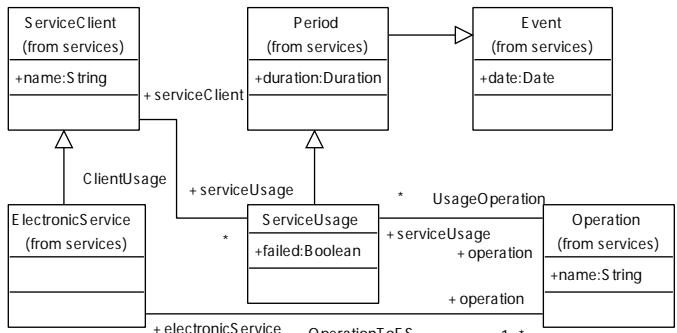 ServiceClient
(from services)
+name:String
Period
(from services)
+duration:Duration
Event
(from services)
+date:Date
+ serviceClient
ClientUsage
+ serviceUsage
*
ElectronicService
(from services)
ServiceUsage
+failed:Boolean
*
UsageOperation
+ serviceUsage
+ operation
Operation
(from services)
+name:String
+ operation
+ electronicService
OperationToES
1..*